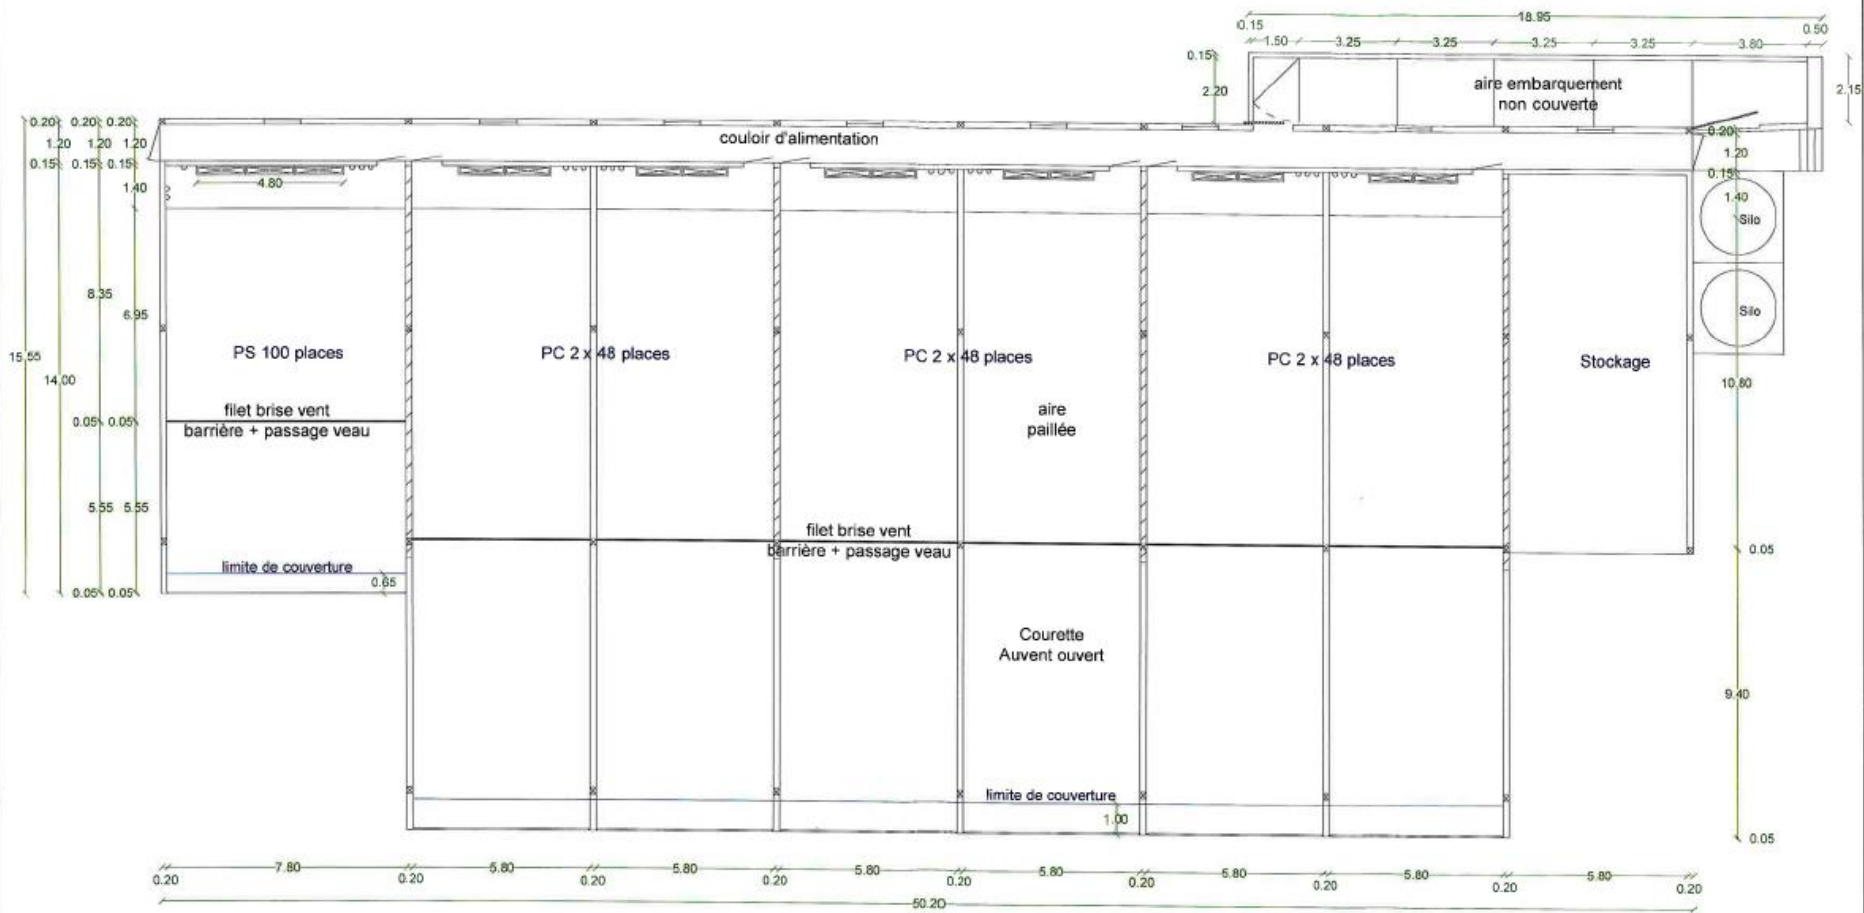 18.95
0.15 0.50
1.50 3.25 3.25 3.25 3.25 3.80
0.15
aire embarquement
2.20 2.15
non couverte
0.20 0.20 0.20
couloir d'alimentation
0.20
1.20 1.20 1.20
1.20
0.15 0.15 0.15
0.15
4.80
1.40
1.40
Silo
8.35
6.95
Silo
15.55
PS 100 places
PC 2 x 48 places
PC 2 x 48 places
PC 2 x 48 places
Stockage
14.00
10.80
filet brise vent
aire
0.05 0.05
barrière + passage veau
paillée
5.55 5.55
filet brise vent
barrière + passage veau
0.05
limite de couverture
0.65
0.05 0.05
Courette
Auvent ouvert
9.40
limite de couverture
1.00
0.05
7.80 5.80 5.80 5.80 5.80 5.80 5.80 5.80
0.20 0.20 0.20 0.20 0.20 0.20 0.20 0.20 0.20
50.20